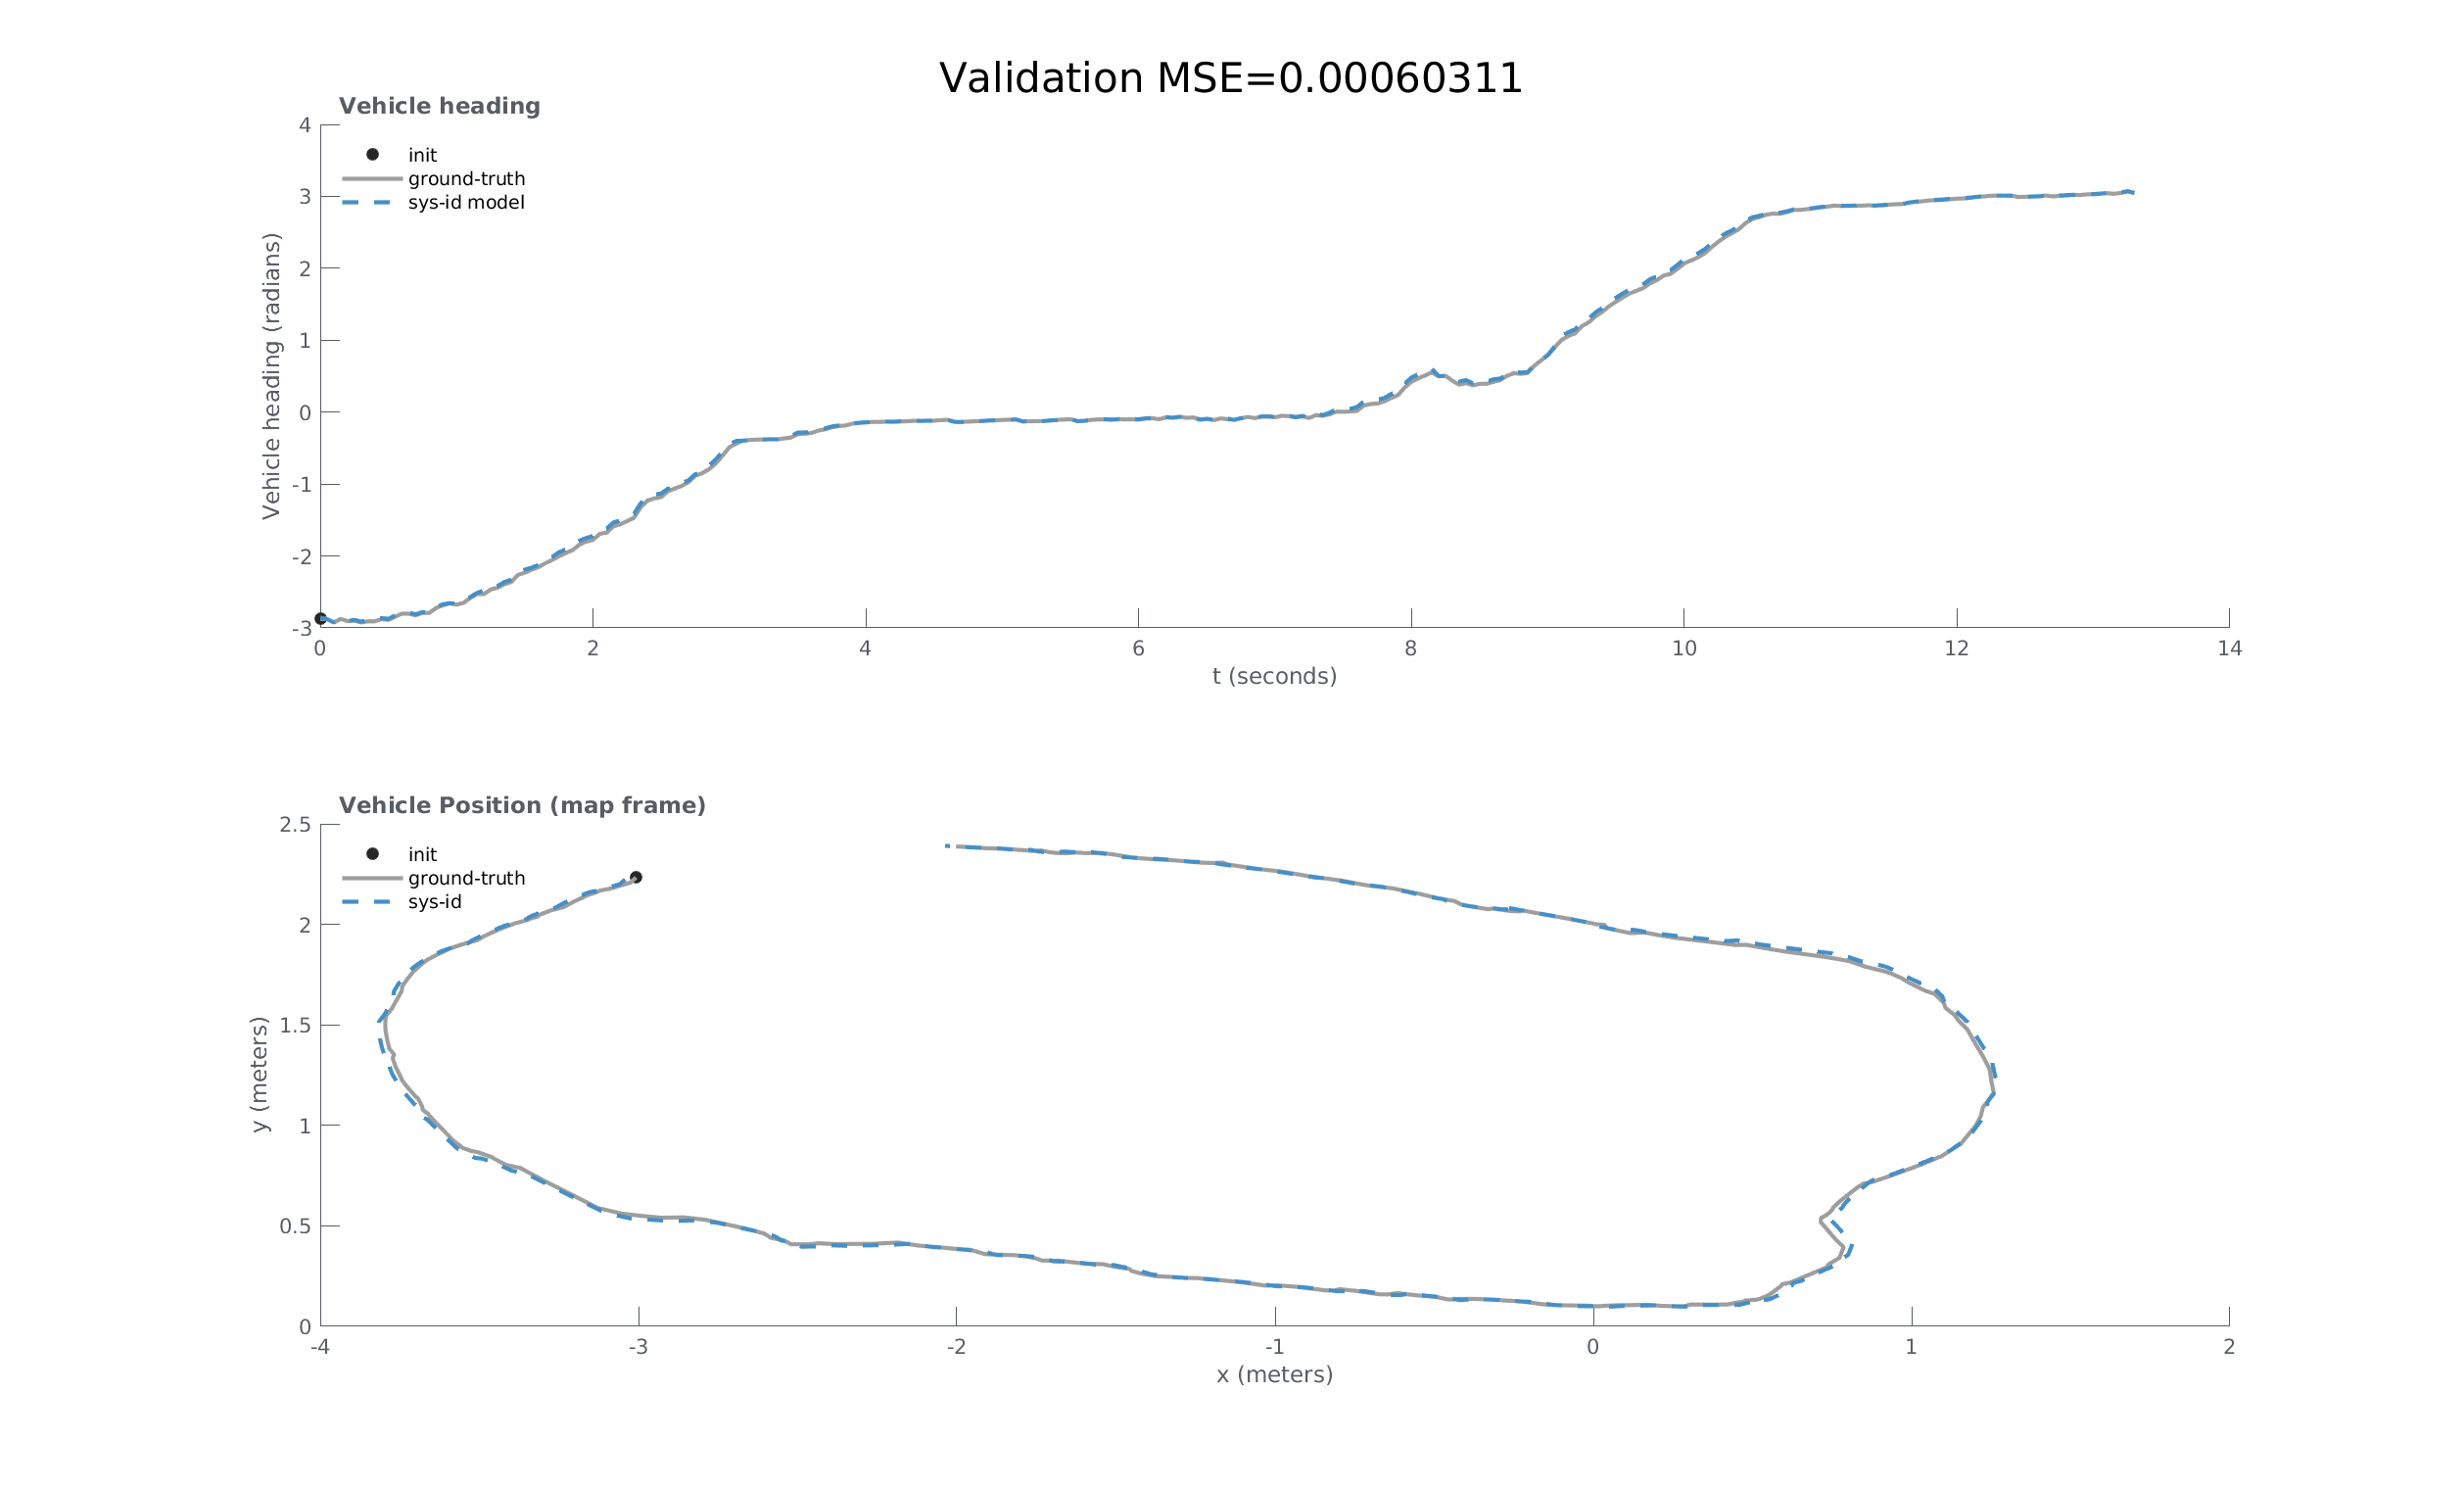 Validation MSE=0.00060311
Vehicle heading
4
init
ground-truth
3
sys-id model
2
Vehicle heading (radians)
1
0
-1
-2
-3
0 2 4 6 8 10 12 14
t (seconds)
Vehicle Position (map frame)
2.5
init
ground-truth
sys-id
2
1.5
y (meters)
1
0.5
0
-4 -3 -2 -1 0 1 2
x (meters)